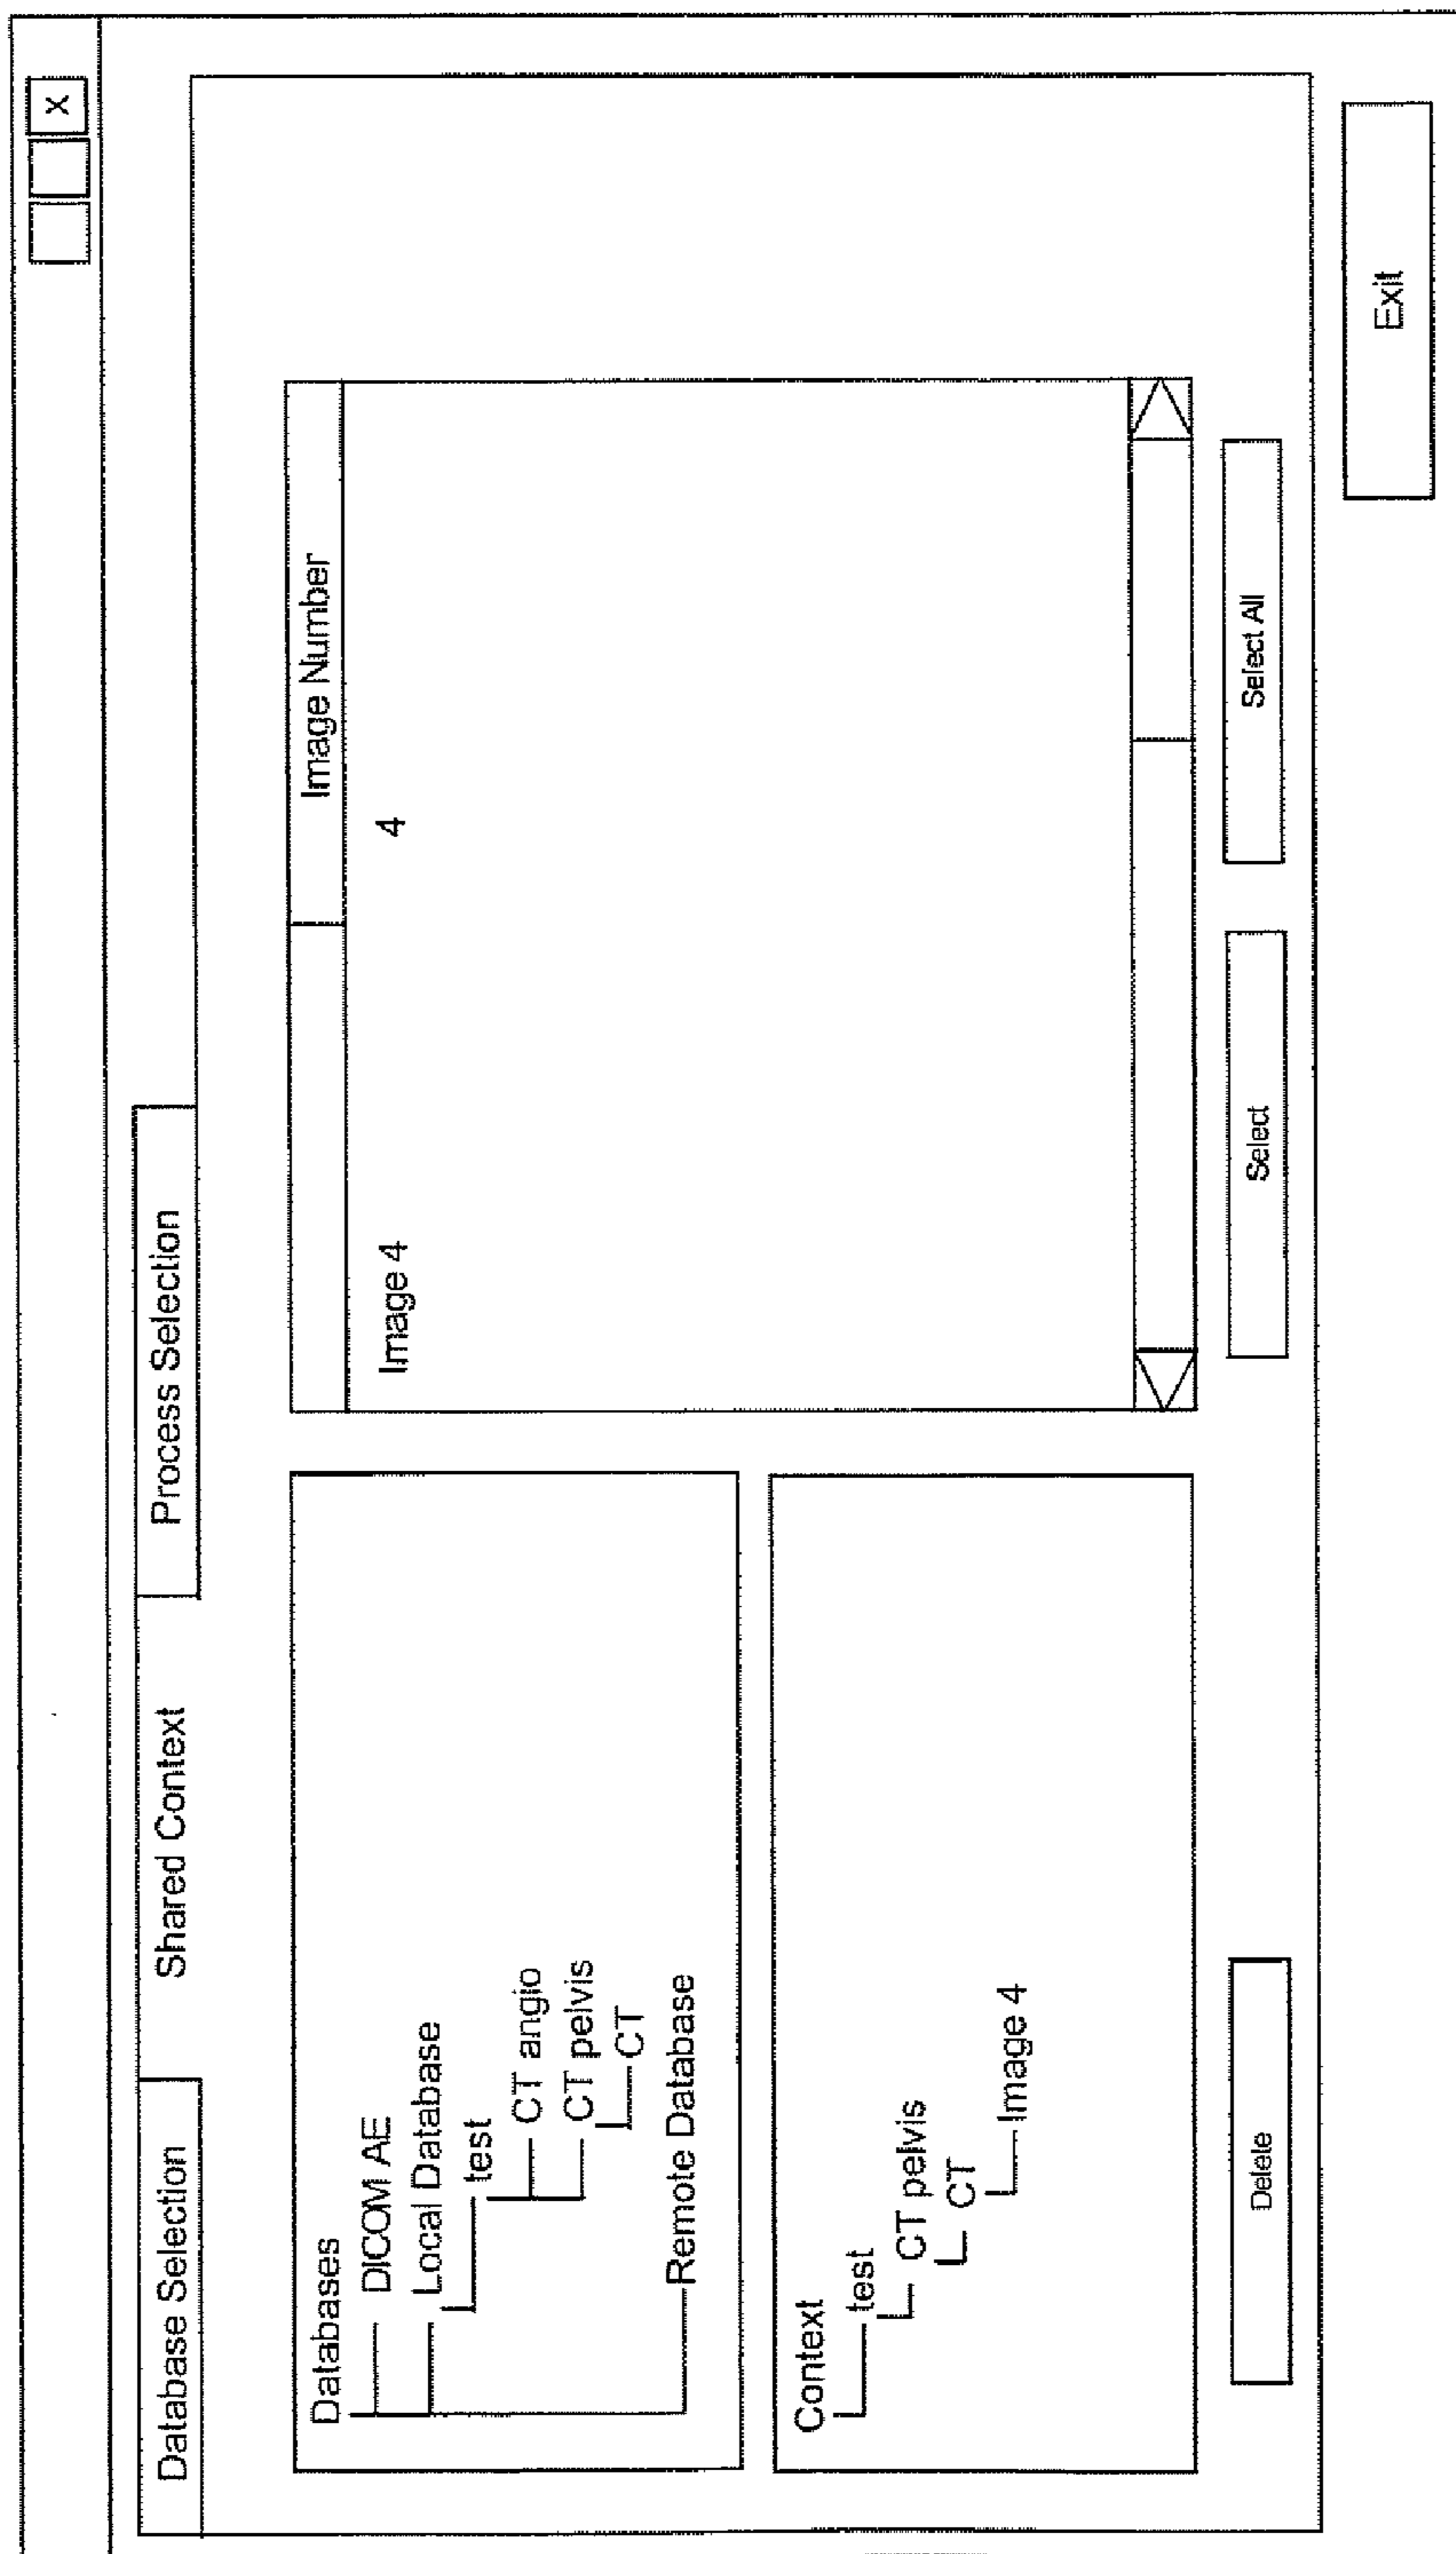 X
Database Selection
Shared Context
Process Selection
Databases
DICOM AE
Local Database
test
CT angio
CT pelvis
CT
Remote Database
Context
test
CT pelvis
CT
Image 4
Image Number
Image 4
4
Delete
Select
Select All
Exit